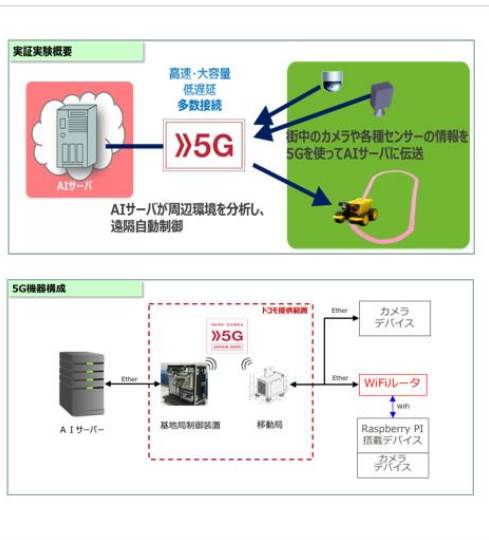 実証実験概要
高速・大容量
低遅延
多数接続
5G
AIサーバ
街中のカメラや各種センサーの情報を
5Gを使ってAIサーバに伝送
AIサーバが周辺環境を分析し、
遠隔自動制御
5G機器構成
ドコモ提供範囲
5G
Ether
Ether
Ether
カメラ
デバイス
WiFiルータ
WiFi
AIサーバー
基地局制御装置
移動局
Raspberry PI
搭載デバイス
カメラ
デバイス